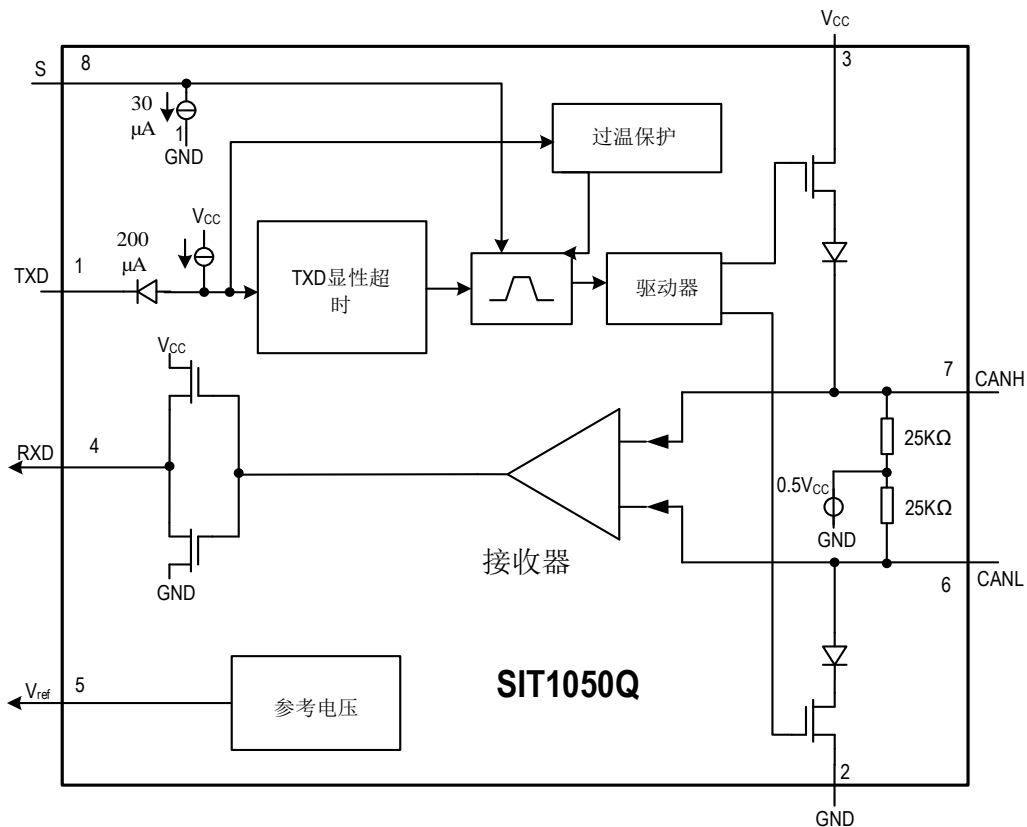 VCC
3
S
8
30
μA
1
GND
过温保护
VCC
200
μA
TXD
1
TXD显性超
时
驱动器
VCC
7
CANH
RXD
4
25KΩ
0.5VCC
25KΩ
GND
接收器
GND
6
CANL
Vref
5
参考电压
SIT1050Q
2
GND